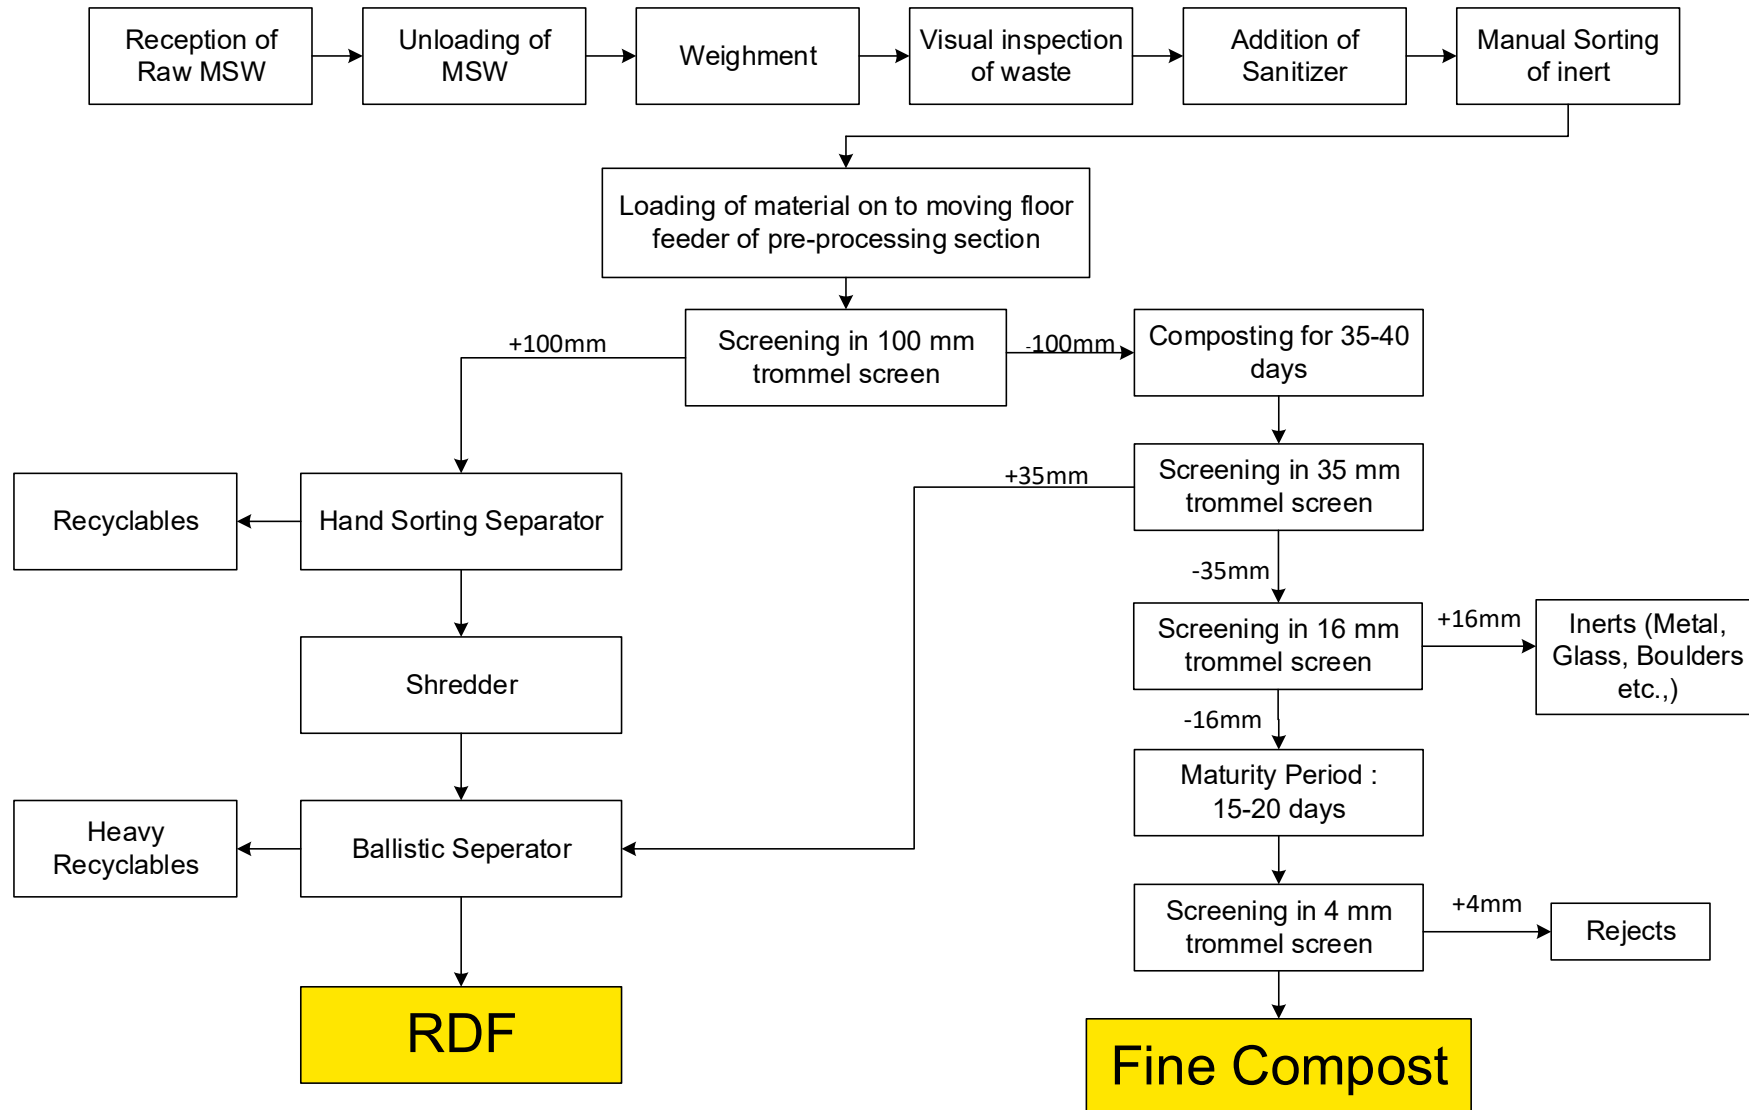 Reception of
Raw MSW
Unloading of
MSW
Weighment
Visual inspection
of waste
Addition of
Sanitizer
Manual Sorting
of inert
Loading of material on to moving floor
feeder of pre-processing section
+100mm
Screening in 100 mm
trommel screen
-100mm
Composting for 35-40
days
Recyclables
Hand Sorting Separator
+35mm
Screening in 35 mm
trommel screen
-35mm
Screening in 16 mm
trommel screen
+16mm
Inerts (Metal,
Glass, Boulders
etc.,)
Shredder
-16mm
Maturity Period :
15-20 days
Heavy
Recyclables
Ballistic Seperator
Screening in 4 mm
trommel screen
+4mm
Rejects
RDF
Fine Compost